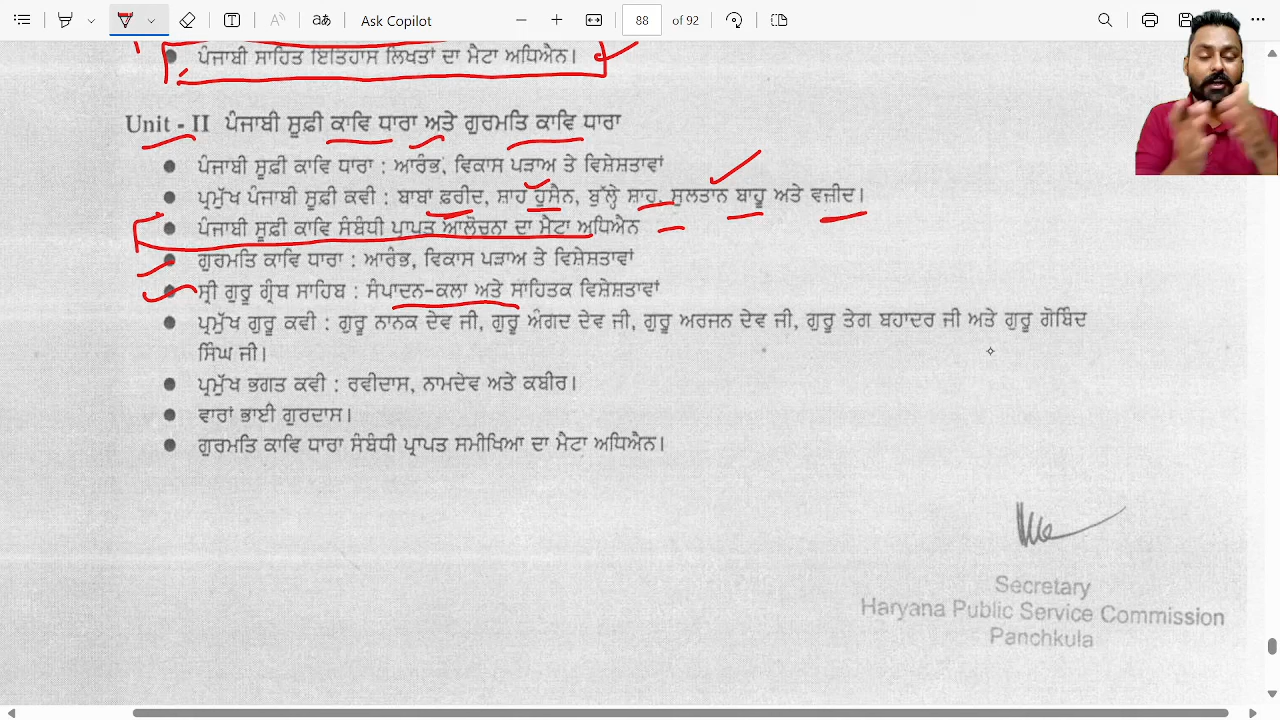 Ask Copilot
88 of 92
ਪੰਜਾਬੀ ਸਾਹਿਤ ਇਤਿਹਾਸ ਲਿਖਤਾਂ ਦਾ ਮੈਟਾ ਅਧਿਐਨ।
Unit - II ਪੰਜਾਬੀ ਸੂਫ਼ੀ ਕਾਵਿ ਧਾਰਾ ਅਤੇ ਗੁਰਮਤਿ ਕਾਵਿ ਧਾਰਾ
ਪੰਜਾਬੀ ਸੂਫ਼ੀ ਕਾਵਿ ਧਾਰਾ : ਆਰੰਭ, ਵਿਕਾਸ ਪੜਾਅ ਤੇ ਵਿਸ਼ੇਸ਼ਤਾਵਾਂ
ਪ੍ਰਮੁੱਖ ਪੰਜਾਬੀ ਸੂਫ਼ੀ ਕਵੀ : ਬਾਬਾ ਫ਼ਰੀਦ, ਸ਼ਾਹ ਹੁਸੈਨ, ਬੁੱਲ੍ਹੇ ਸ਼ਾਹ, ਸੁਲਤਾਨ ਬਾਹੂ ਅਤੇ ਵਜ਼ੀਦ।
ਪੰਜਾਬੀ ਸੂਫ਼ੀ ਕਾਵਿ ਸੰਬੰਧੀ ਪ੍ਰਾਪਤ ਆਲੋਚਨਾ ਦਾ ਮੈਟਾ ਅਧਿਐਨ
ਗੁਰਮਤਿ ਕਾਵਿ ਧਾਰਾ : ਆਰੰਭ, ਵਿਕਾਸ ਪੜਾਅ ਤੇ ਵਿਸ਼ੇਸ਼ਤਾਵਾਂ
ਸ੍ਰੀ ਗੁਰੂ ਗ੍ਰੰਥ ਸਾਹਿਬ : ਸੰਪਾਦਨ-ਕਲਾ ਅਤੇ ਸਾਹਿਤਕ ਵਿਸ਼ੇਸ਼ਤਾਵਾਂ
ਪ੍ਰਮੁੱਖ ਗੁਰੂ ਕਵੀ : ਗੁਰੂ ਨਾਨਕ ਦੇਵ ਜੀ, ਗੁਰੂ ਅੰਗਦ ਦੇਵ ਜੀ, ਗੁਰੂ ਅਰਜਨ ਦੇਵ ਜੀ, ਗੁਰੂ ਤੇਗ ਬਹਾਦਰ ਜੀ ਅਤੇ ਗੁਰੂ ਗੋਬਿੰਦ
ਸਿੰਘ ਜੀ।
ਪ੍ਰਮੁੱਖ ਭਗਤ ਕਵੀ : ਰਵੀਦਾਸ, ਨਾਮਦੇਵ ਅਤੇ ਕਬੀਰ।
ਵਾਰਾਂ ਭਾਈ ਗੁਰਦਾਸ।
ਗੁਰਮਤਿ ਕਾਵਿ ਧਾਰਾ ਸੰਬੰਧੀ ਪ੍ਰਾਪਤ ਸਮੀਖਿਆ ਦਾ ਮੈਟਾ ਅਧਿਐਨ।
Secretary
Haryana Public Service Commission
Panchkula